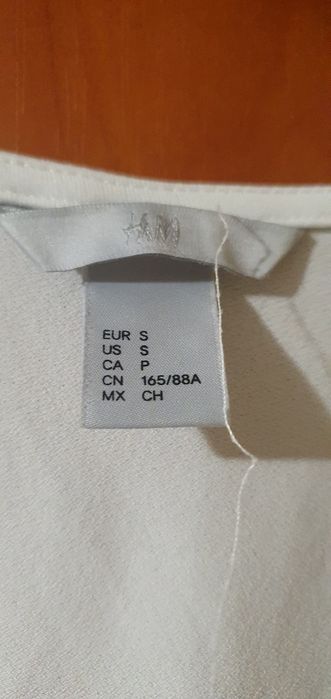 H&M
EUR S
US S
CA P
CN 165/88A
MX CH